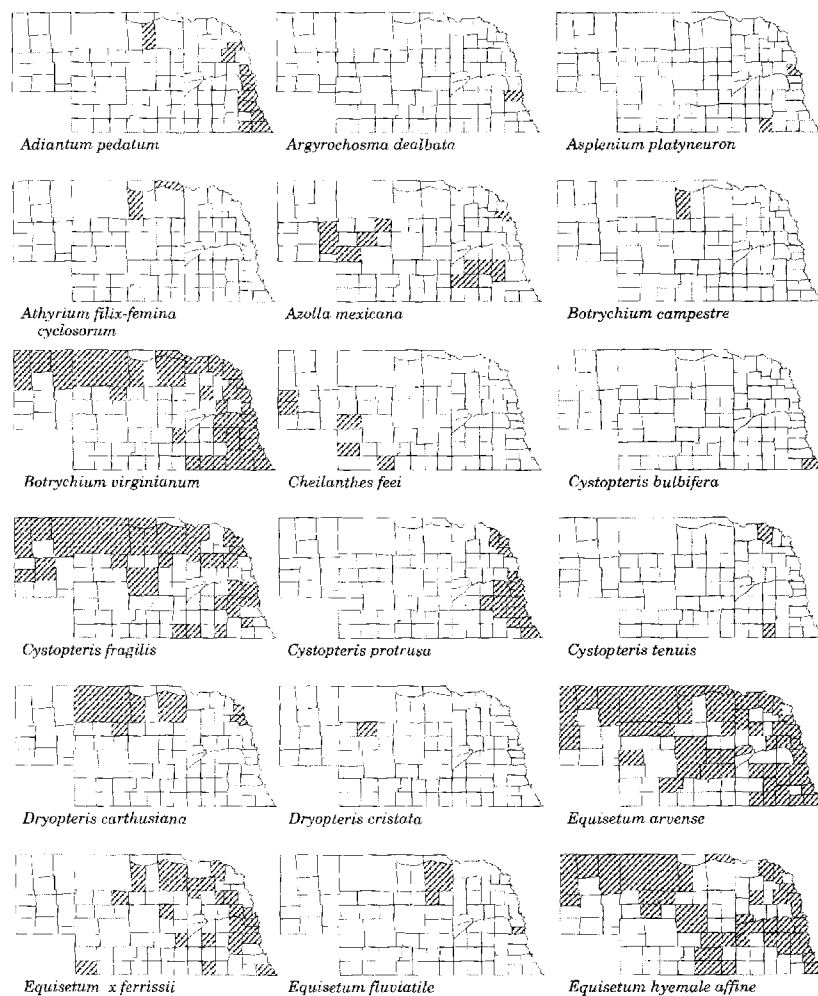 Adiantum pedatum
Argyrochosma dealbata
Asplenium platyneuron
Athyrium filix-femina
cyclosorum
Azolla mexicana
Botrychium campestre
Botrychium virginianum
Cheilanthes feei
Cystopteris bulbifera
Cystopteris fragilis
Cystopteris protrusa
Cystopteris tenuis
Dryopteris carthusiana
Dryopteris cristata
Equisetum arvense
Equisetum x ferrissii
Equisetum fluviatile
Equisetum hyemale affine